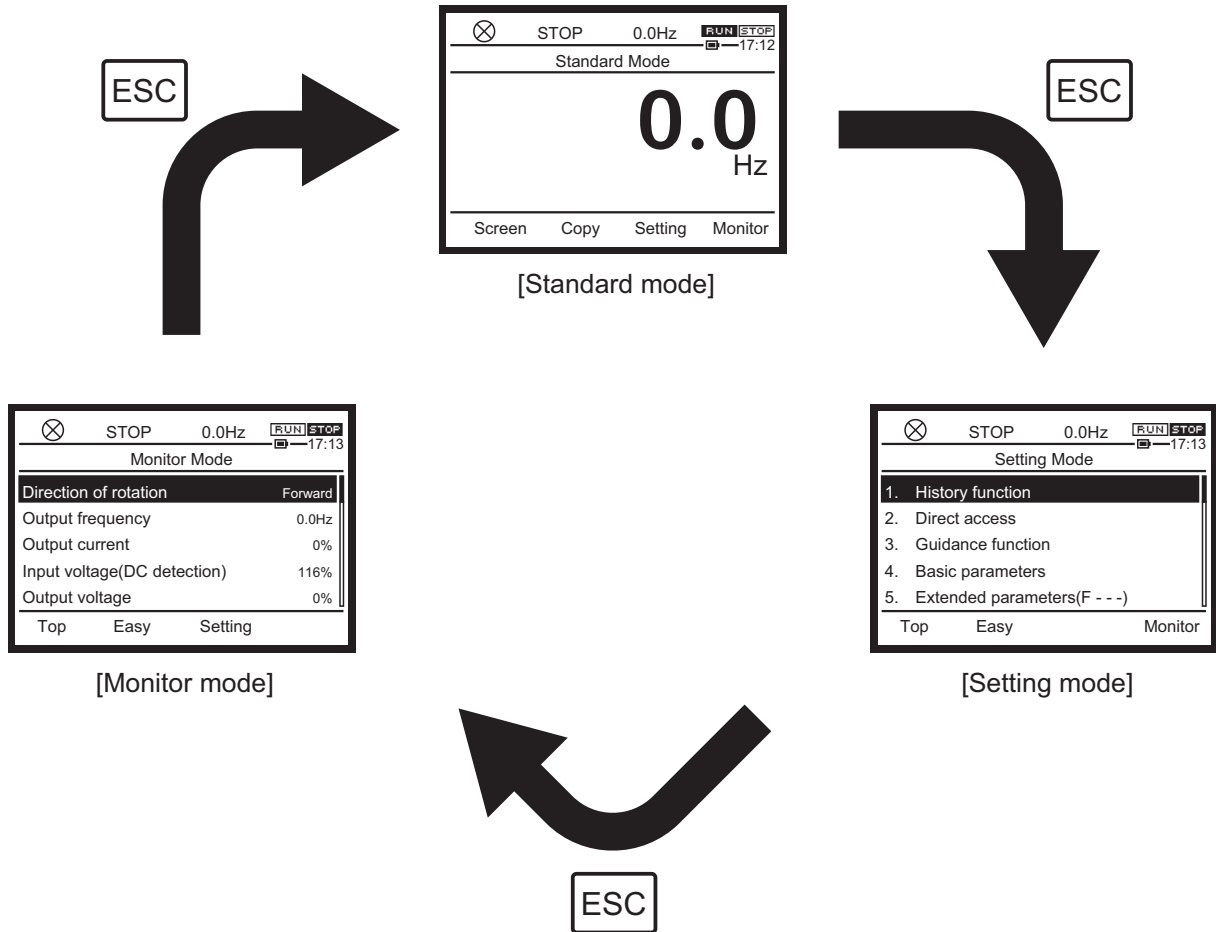 STOP 0.0Hz RUN STOP
17:12
Standard Mode
0.0
Hz
Screen Copy Setting Monitor
[Standard mode]
ESC
ESC
STOP 0.0Hz RUN STOP
17:13
Monitor Mode
Direction of rotation Forward
Output frequency 0.0Hz
Output current 0%
Input voltage(DC detection) 116%
Output voltage 0%
Top Easy Setting
[Monitor mode]
STOP 0.0Hz RUN STOP
17:13
Setting Mode
1. History function
2. Direct access
3. Guidance function
4. Basic parameters
5. Extended parameters(F - - -)
Top Easy Monitor
[Setting mode]
ESC